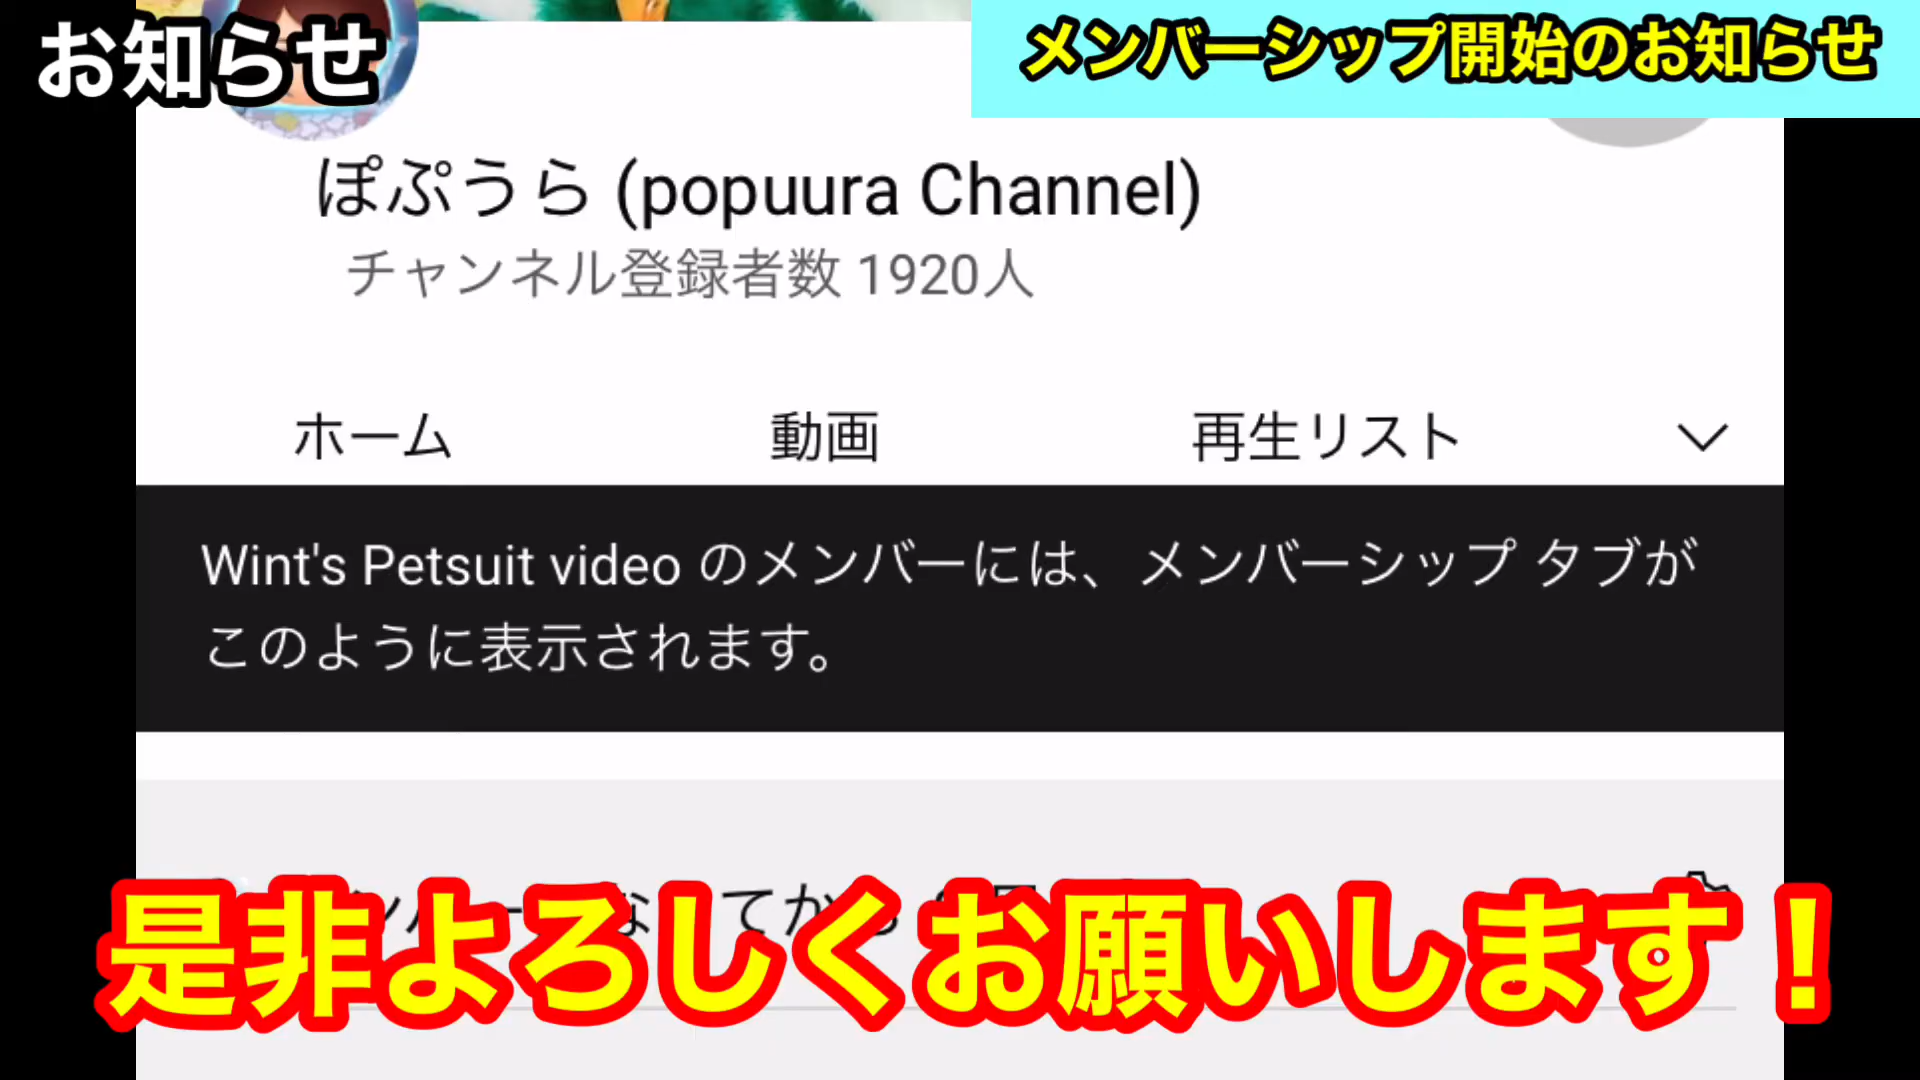 お知らせ
メンバーシップ開始のお知らせ
ぽぷうら (popuura Channel)
チャンネル登録者数 1920人
ホーム 動画 再生リスト
Wint's Petsuit video のメンバーには、メンバーシップ タブが
このように表示されます。
是非よろしくお願いします！